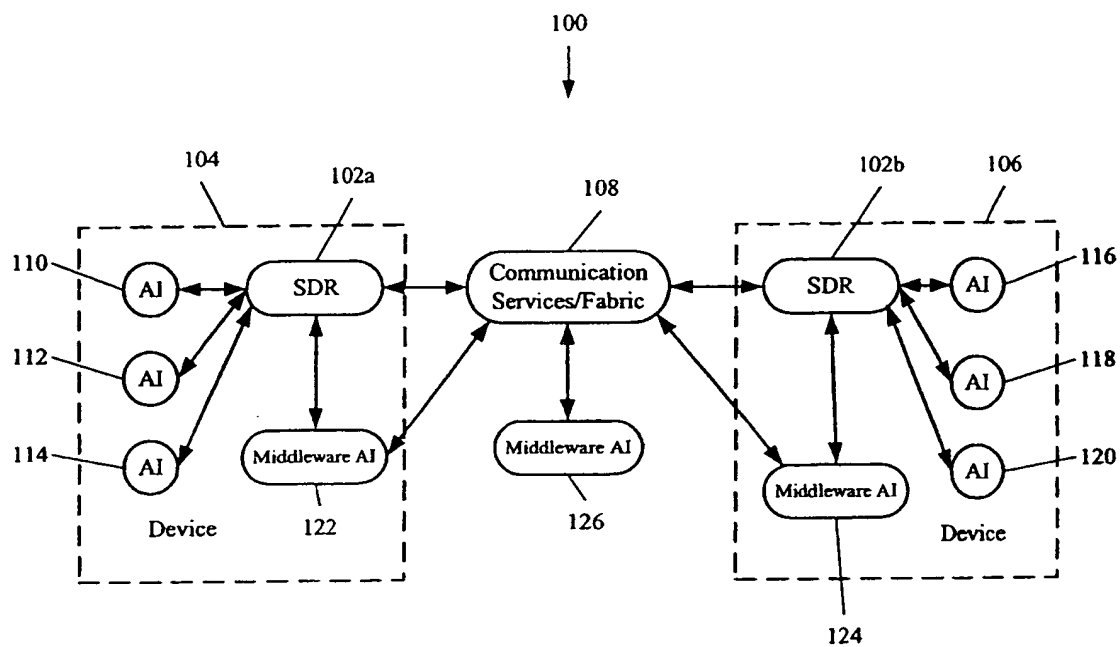 100
104
102a
108
102b
106
110
AI
SDR
Communication
Services/Fabric
SDR
AI
116
112
AI
AI
118
114
AI
Middleware AI
Middleware AI
Middleware AI
AI
120
Device
122
126
Device
124